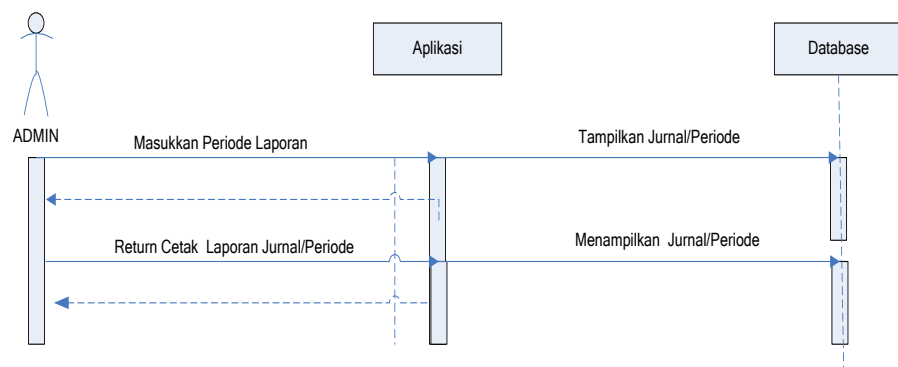 Aplikasi
Database
ADMIN
Masukkan Periode Laporan
Tampilkan Jurnal/Periode
Return Cetak  Laporan Jurnal/Periode
Menampilkan  Jurnal/Periode